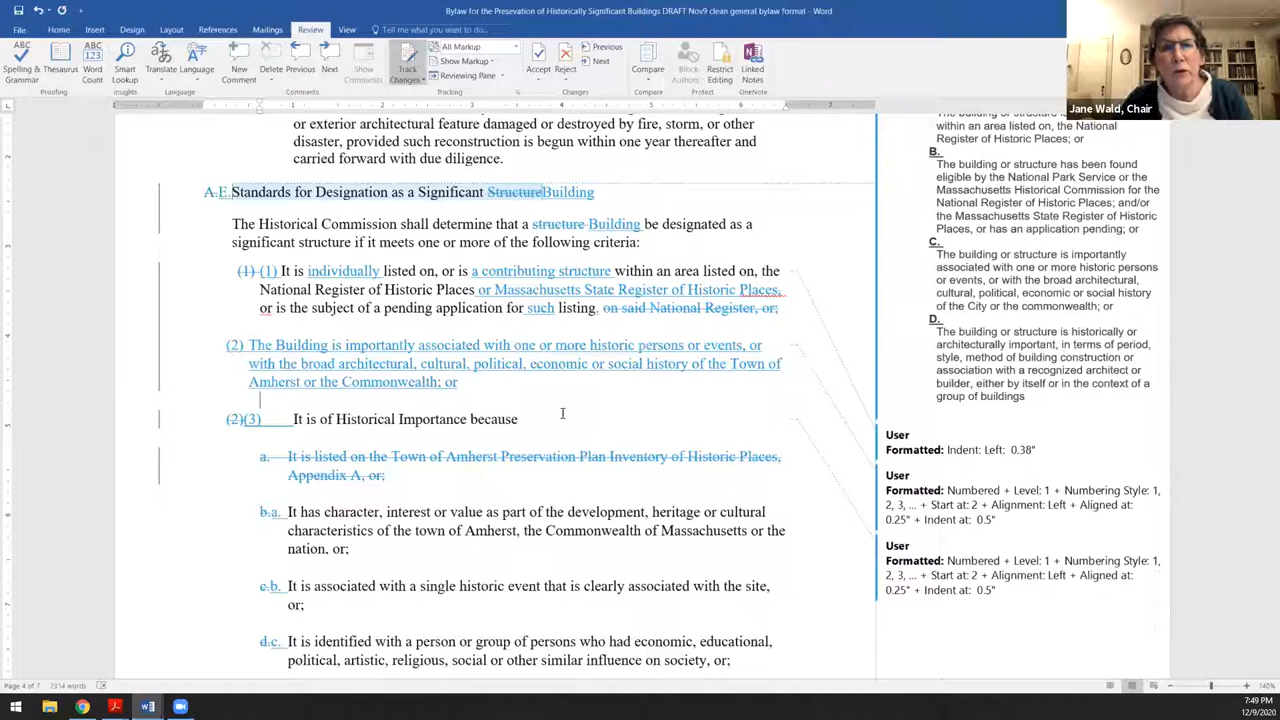 Bylaw for the Presevation of Historically Significant Buildings DRAFT Nov9 clean general bylaw format - Word
File Home Insert Design Layout References Mailings Review View Tell me what you want to do...
Spelling & Grammar
Thesaurus
Word Count
Smart Lookup
Translate
Language
New Comment
Delete
Previous
Next
Show Comments
Track Changes
All Markup
Show Markup
Reviewing Pane
Accept
Reject
Previous
Next
Compare
Block Authors
Restrict Editing
Linked Notes
Proofing Insights Language Comments Tracking Changes Compare Protect OneNote
Jane Wald, Chair
or exterior architectural feature damaged or destroyed by fire, storm, or other
disaster, provided such reconstruction is begun within one year thereafter and
carried forward with due diligence.
A.E.Standards for Designation as a Significant StructureBuilding
The Historical Commission shall determine that a structure Building be designated as a
significant structure if it meets one or more of the following criteria:
(1) (1) It is individually listed on, or is a contributing structure within an area listed on, the
National Register of Historic Places or Massachusetts State Register of Historic Places,
or is the subject of a pending application for such listing, on said National Register, or;
(2) The Building is importantly associated with one or more historic persons or events, or
with the broad architectural, cultural, political, economic or social history of the Town of
Amherst or the Commonwealth; or
(2)(3) It is of Historical Importance because
a. It is listed on the Town of Amherst Preservation Plan Inventory of Historic Places,
Appendix A, or;
b.a. It has character, interest or value as part of the development, heritage or cultural
characteristics of the town of Amherst, the Commonwealth of Massachusetts or the
nation, or;
c.b. It is associated with a single historic event that is clearly associated with the site,
or;
d.c. It is identified with a person or group of persons who had economic, educational,
political, artistic, religious, social or other similar influence on society, or;
within an area listed on, the National
Register of Historic Places; or
B.
The building or structure has been found
eligible by the National Park Service or the
Massachusetts Historical Commission for the
National Register of Historic Places; and/or
the Massachusetts State Register of Historic
Places, or has an application pending; or
C.
The building or structure is importantly
associated with one or more historic persons
or events, or with the broad architectural,
cultural, political, economic or social history
of the City or the commonwealth; or
D.
The building or structure is historically or
architecturally important, in terms of period,
style, method of building construction or
association with a recognized architect or
builder, either by itself or in the context of a
group of buildings
User
Formatted: Indent: Left: 0.38"
User
Formatted: Numbered + Level: 1 + Numbering Style: 1,
2, 3, ... + Start at: 2 + Alignment: Left + Aligned at:
0.25" + Indent at: 0.5"
User
Formatted: Numbered + Level: 1 + Numbering Style: 1,
2, 3, ... + Start at: 2 + Alignment: Left + Aligned at:
0.25" + Indent at: 0.5"
Page 4 of 7 2314 words
140%
7:49 PM
12/9/2020